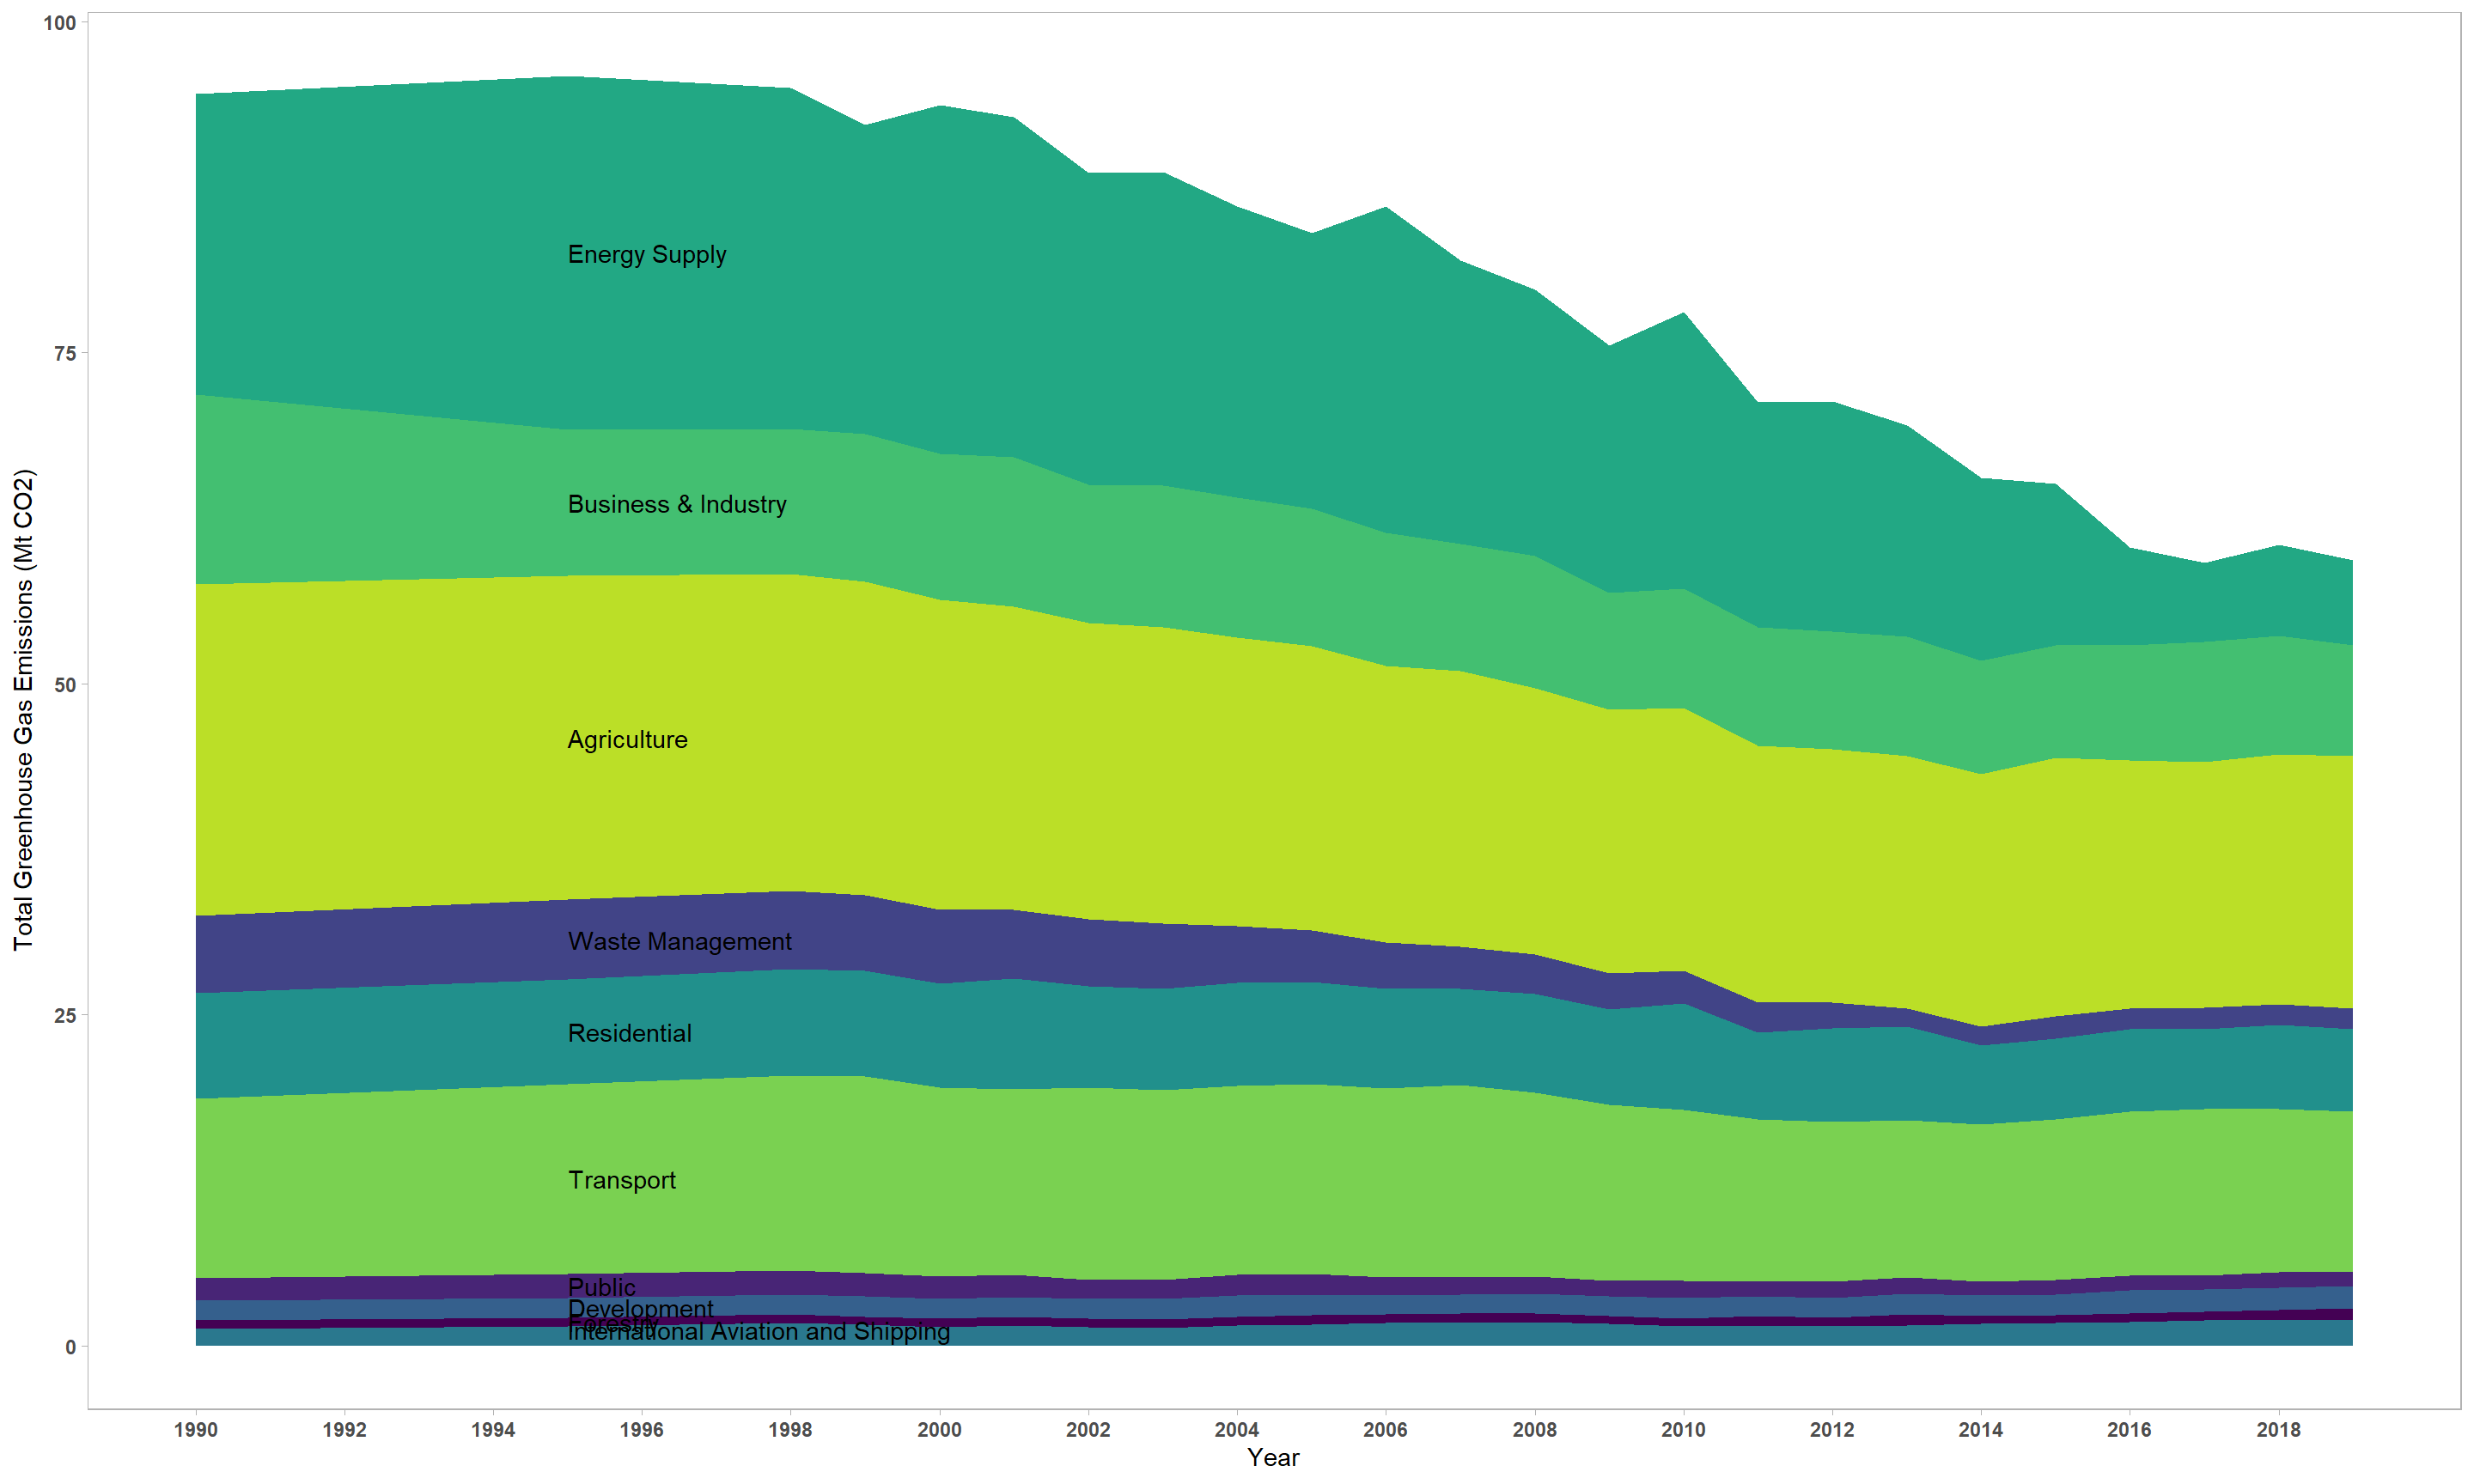 100
75
50
25
0
Total Greenhouse Gas Emissions (Mt CO2)
Energy Supply
Business & Industry
Agriculture
Waste Management
Residential
Transport
Public
Development
Forestry
International Aviation and Shipping
1990 1992 1994 1996 1998 2000 2002 2004 2006 2008 2010 2012 2014 2016 2018
Year